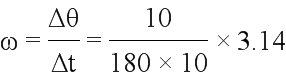 ω = Δθ / Δt = 10 / (180 × 10) × 3.14